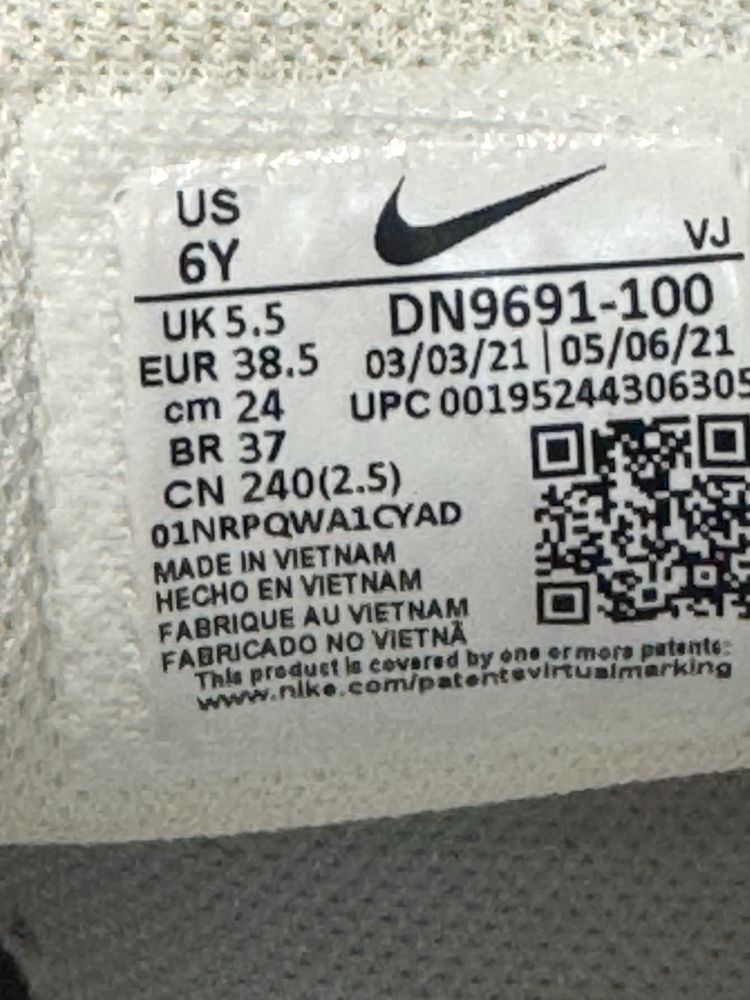 US
6Y
VJ
UK 5.5
DN9691-100
EUR 38.5
03/03/21 | 05/06/21
cm 24
UPC 00195244306305
BR 37
CN 240(2.5)
01NRPQWA1CYAD
MADE IN VIETNAM
HECHO EN VIETNAM
FABRIQUE AU VIETNAM
FABRICADO NO VIETNÃ
This product is covered by one or more patents:
www.nike.com/patentsvirtualmarking